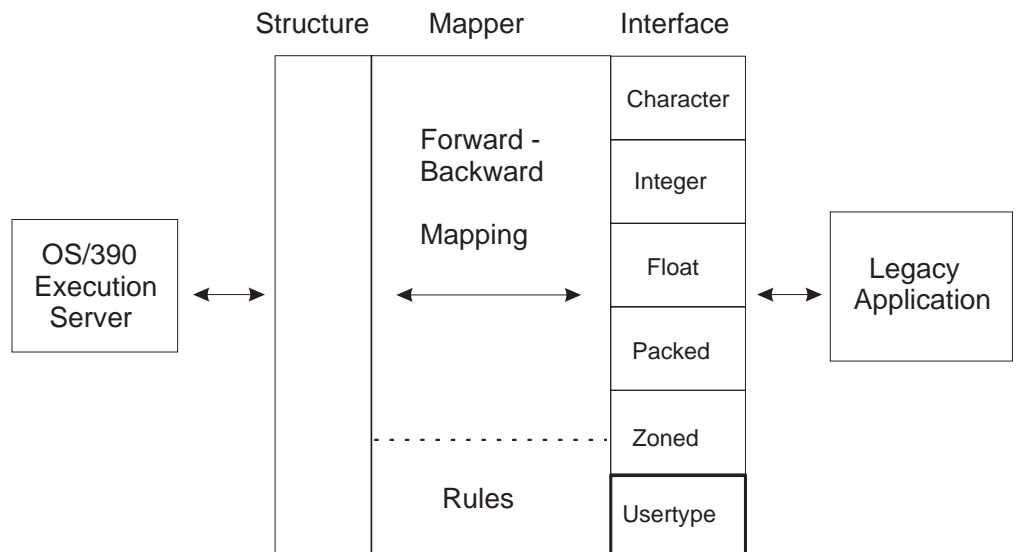 Structure
Mapper
Interface
Character
Forward -
Backward
Integer
Mapping
OS/390
Execution
Server
Float
Legacy
Application
Packed
Zoned
Rules
Usertype